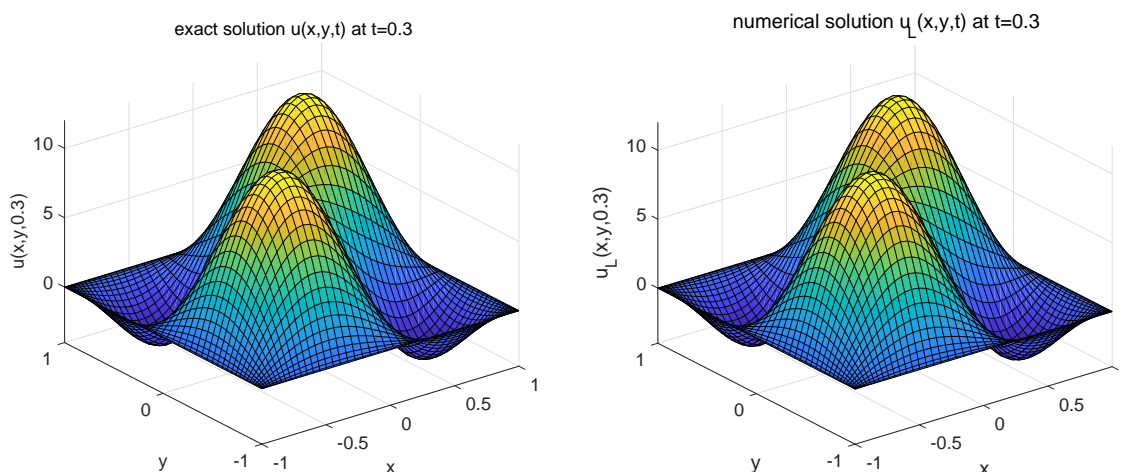 exact solution u(x,y,t) at t=0.3
u(x,y,0.3)
10
5
0
1
0
-1
y
-1
-0.5
0
0.5
1
x
numerical solution u_L(x,y,t) at t=0.3
u_L(x,y,0.3)
10
5
0
1
0
-1
y
-1
-0.5
0
0.5
x